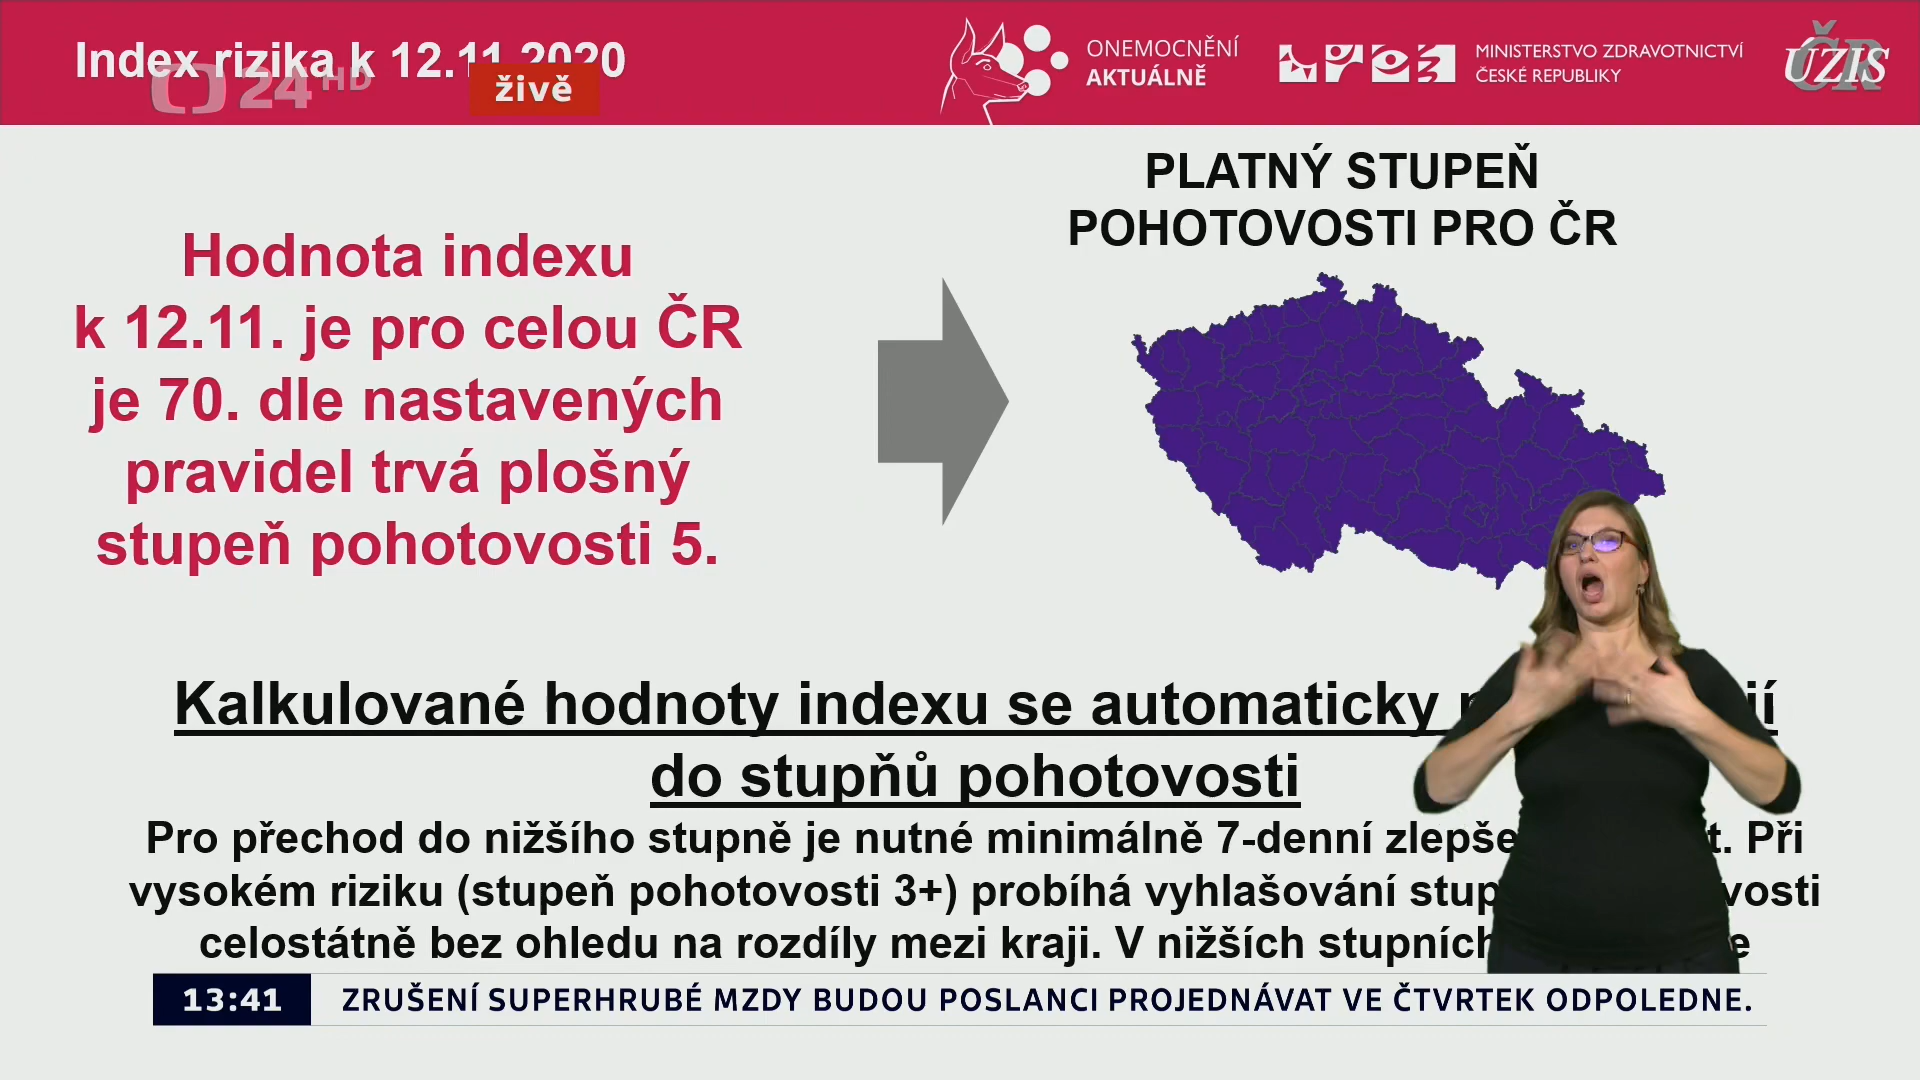 Index rizika k 12.11.2020
24 HD
živě
ONEMOCNĚNÍ
AKTUÁLNĚ
MINISTERSTVO ZDRAVOTNICTVÍ
ČESKÉ REPUBLIKY
ÚZIS
ČR
PLATNÝ STUPEŇ
POHOTOVOSTI PRO ČR
Hodnota indexu
k 12.11. je pro celou ČR
je 70. dle nastavených
pravidel trvá plošný
stupeň pohotovosti 5.
Kalkulované hodnoty indexu se automaticky
do stupňů pohotovosti
Pro přechod do nižšího stupně je nutné minimálně 7-denní Při
vysokém riziku (stupeň pohotovosti 3+) probíhá vyhlašování
celostátně bez ohledu na rozdíly mezi kraji. V nižších
13:41 ZRUŠENÍ SUPERHRUBÉ MZDY BUDOU POSLANCI PROJEDNÁVAT VE ČTVRTEK ODPOLEDNE.